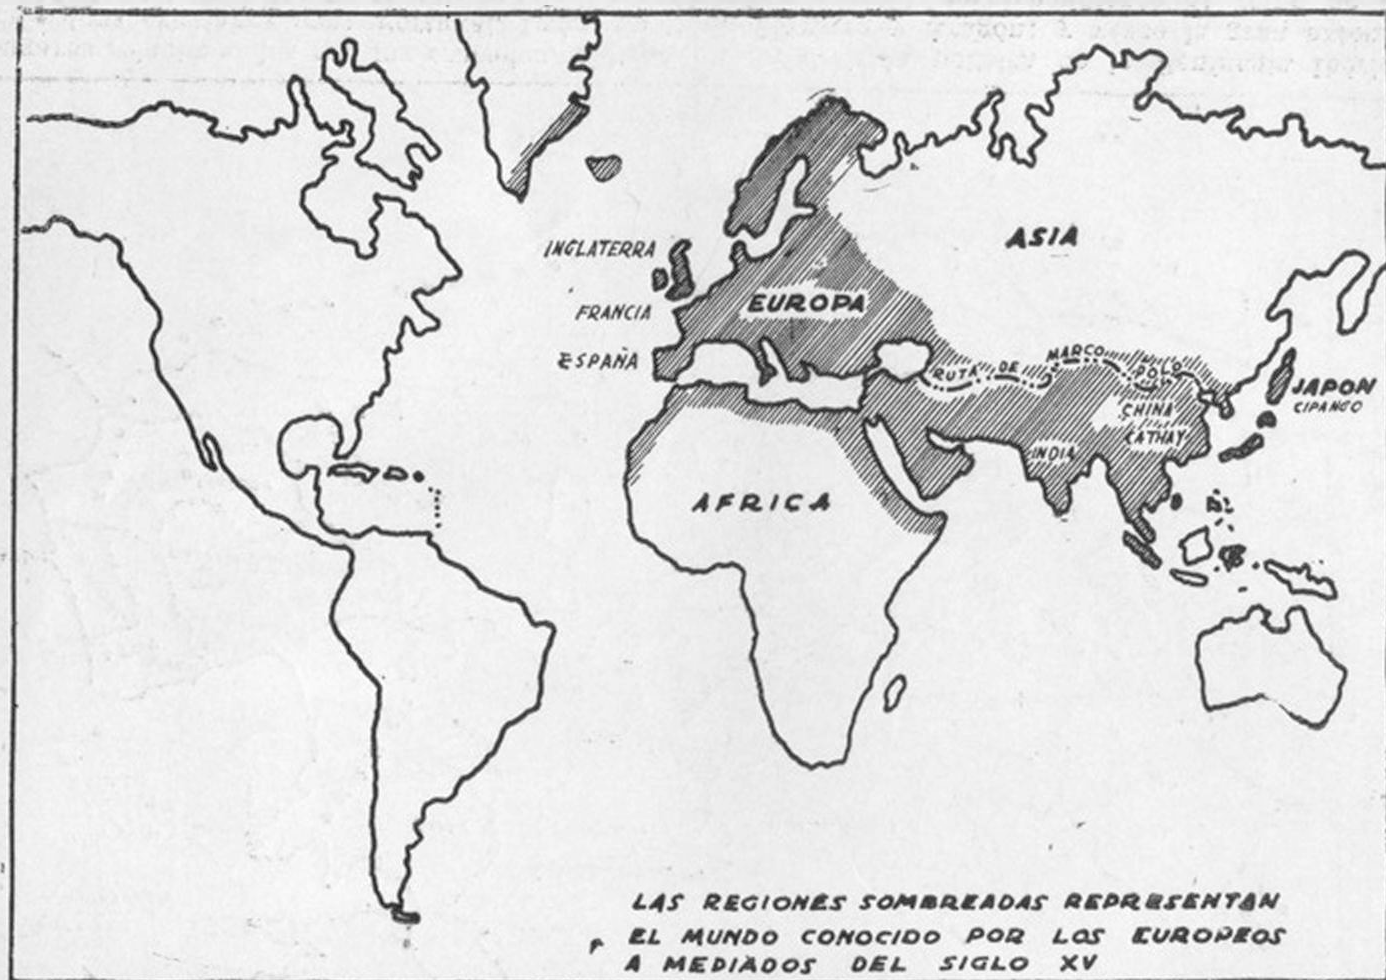 INGLATERRA
FRANCIA
ESPAÑA
EUROPA
ASIA
RUTA DE MARCO POLO
JAPON
CIPANGO
CHINA
CATHAY
INDIA
AFRICA
LAS REGIONES SOMBREADAS REPRESENTAN
EL MUNDO CONOCIDO POR LOS EUROPEOS
A MEDIADOS DEL SIGLO XV